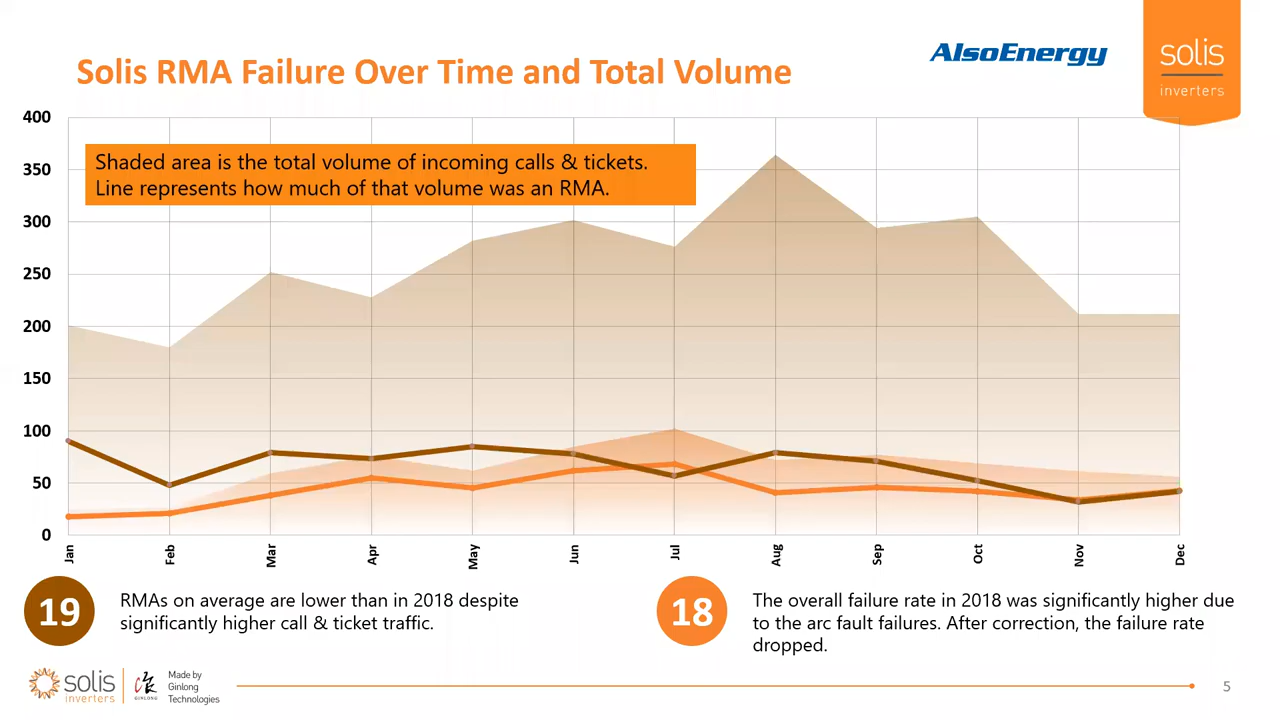 AlsoEnergy
solis
inverters
Solis RMA Failure Over Time and Total Volume
400
350
300
250
200
150
100
50
0
Shaded area is the total volume of incoming calls & tickets.
Line represents how much of that volume was an RMA.
Jan
Feb
Mar
Apr
May
Jun
Jul
Aug
Sep
Oct
Nov
Dec
19
RMAs on average are lower than in 2018 despite
significantly higher call & ticket traffic.
18
The overall failure rate in 2018 was significantly higher due
to the arc fault failures. After correction, the failure rate
dropped.
solis
inverters
GINLONG
Made by
Ginlong
Technologies
5